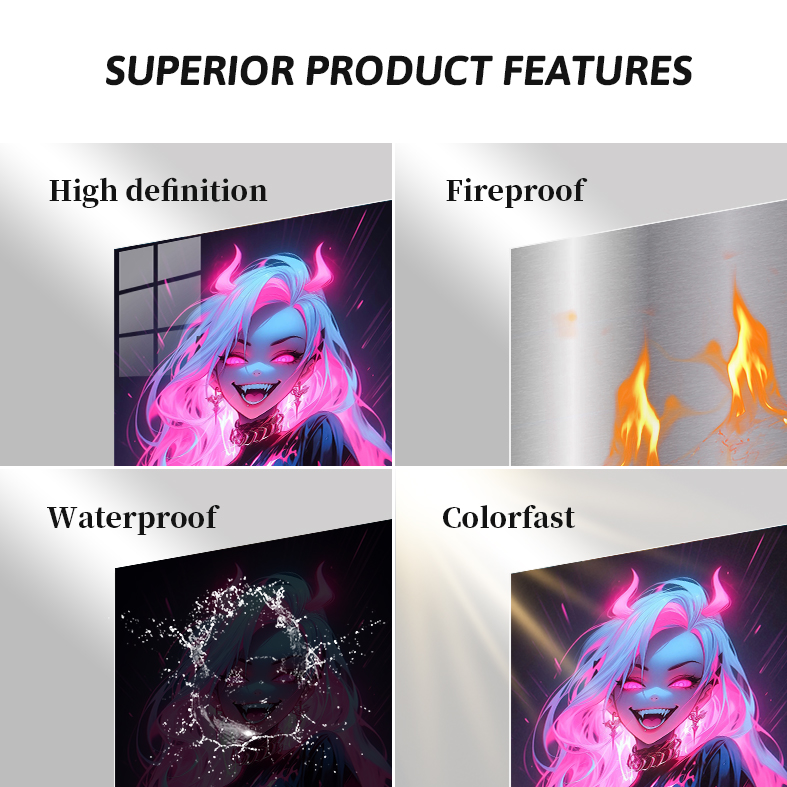 SUPERIOR PRODUCT FEATURES
High definition
Fireproof
Waterproof
Colorfast